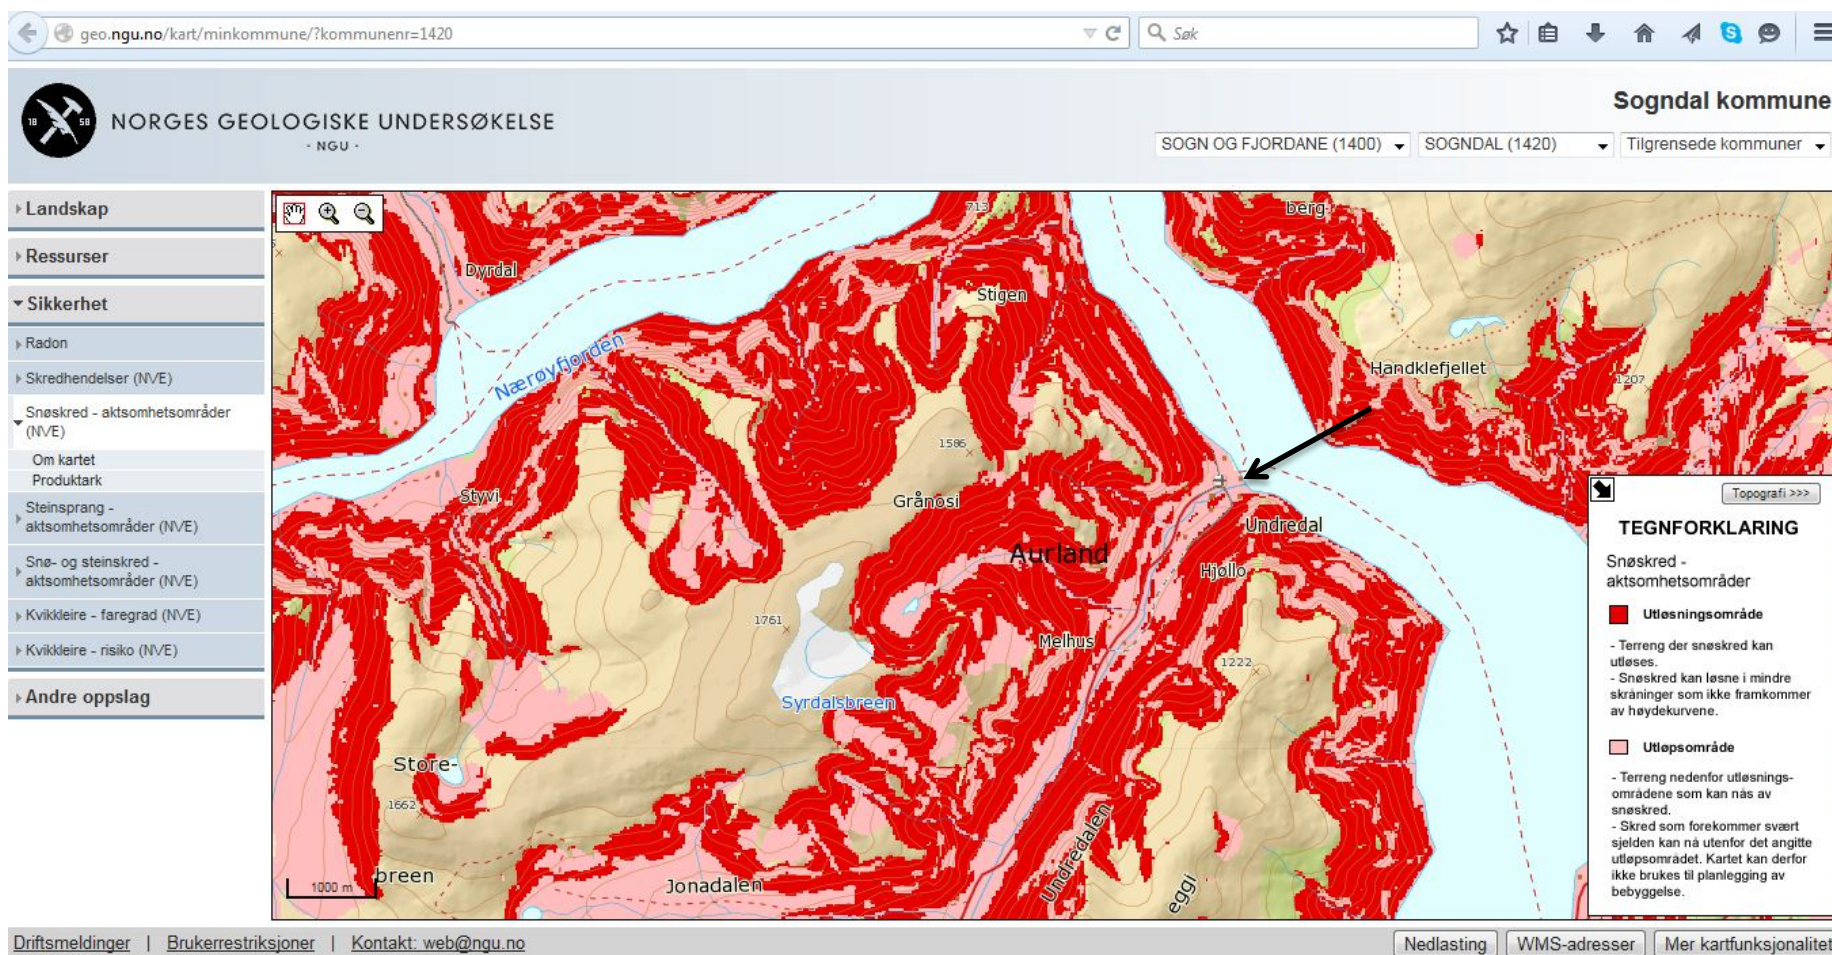 geo.ngu.no/kart/minkommune/?kommunenr=1420
Søk
18 58
NORGES GEOLOGISKE UNDERSØKELSE
- NGU -
Sogndal kommune
SOGN OG FJORDANE (1400)
SOGNDAL (1420)
Tilgrensede kommuner
Landskap
Ressurser
Sikkerhet
Radon
Skredhendelser (NVE)
Snøskred - aktsomhetsområder
(NVE)
Om kartet
Produktark
Steinsprang -
aktsomhetsområder (NVE)
Snø- og steinskred -
aktsomhetsområder (NVE)
Kvikkleire - faregrad (NVE)
Kvikkleire - risiko (NVE)
Andre oppslag
713
berg
Dyrdal
Stigen
Nærøyfjorden
Handklefjellet
1207
1586
Styvi
Grånosi
Undredal
Aurland
Hjøllo
1761
Melhus
1222
Syrdalsbreen
Store-
1662
breen
Jonadalen
Undredalen
eggi
1000 m
Topografi >>>
TEGNFORKLARING
Snøskred -
aktsomhetsområder
Utløsningsområde
- Terreng der snøskred kan
utløses.
- Snøskred kan løsne i mindre
skråninger som ikke framkommer
av høydekurvene.
Utløpsområde
- Terreng nedenfor utløsnings-
områdene som kan nås av
snøskred.
- Skred som forekommer svært
sjelden kan nå utenfor det angitte
utløpsområdet. Kartet kan derfor
ikke brukes til planlegging av
bebyggelse.
Driftsmeldinger | Brukerrestriksjoner | Kontakt: web@ngu.no
Nedlasting
WMS-adresser
Mer kartfunksjonalitet